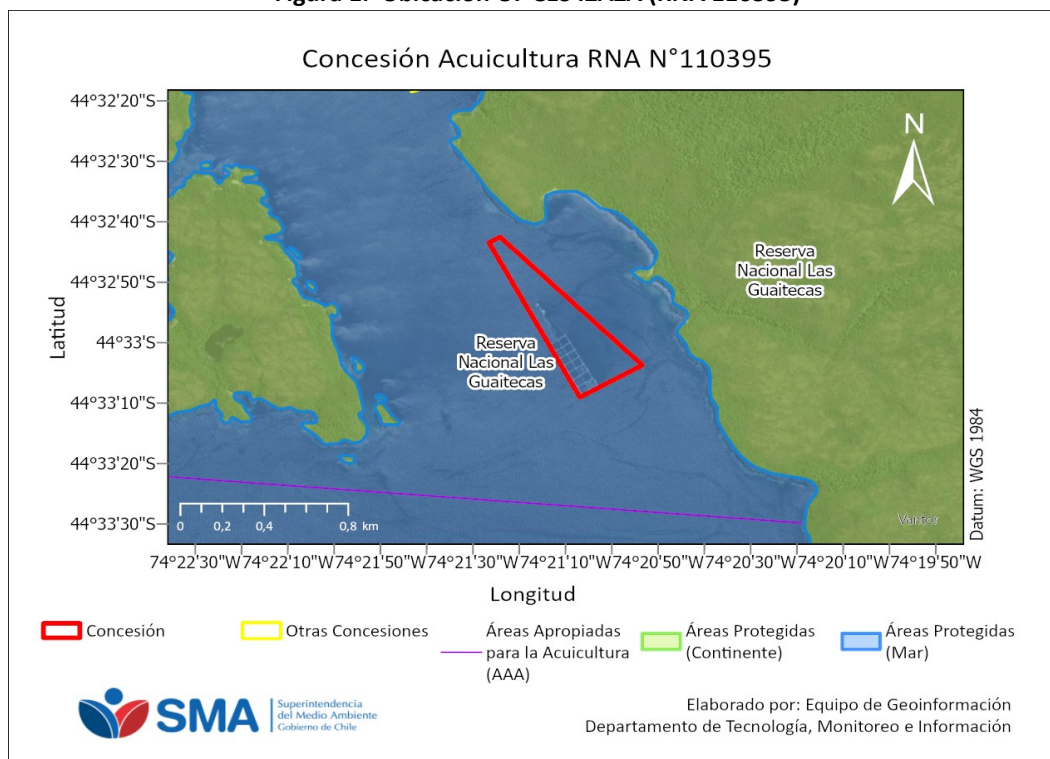 Concesión Acuicultura RNA N°110395
44°32'20"S
44°32'30"S
44°32'40"S
44°32'50"S
44°33'S
44°33'10"S
44°33'20"S
44°33'30"S
Latitud
N
Reserva
Nacional Las
Guaitecas
Reserva
Nacional Las
Guaitecas
Datum: WGS 1984
0 0,2 0,4 0,8 km
Vantor
74°22'30"W74°22'10"W74°21'50"W74°21'30"W74°21'10"W74°20'50"W74°20'30"W74°20'10"W74°19'50"W
Longitud
Concesión
Otras Concesiones
Áreas Apropiadas
para la Acuicultura
(AAA)
Áreas Protegidas
(Continente)
Áreas Protegidas
(Mar)
SMA
Superintendencia
del Medio Ambiente
Gobierno de Chile
Elaborado por: Equipo de Geoinformación
Departamento de Tecnología, Monitoreo e Información